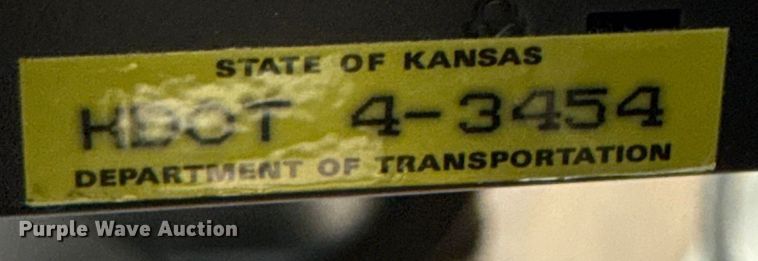 STATE OF KANSAS
KDOT 4-3454
DEPARTMENT OF TRANSPORTATION
Purple Wave Auction